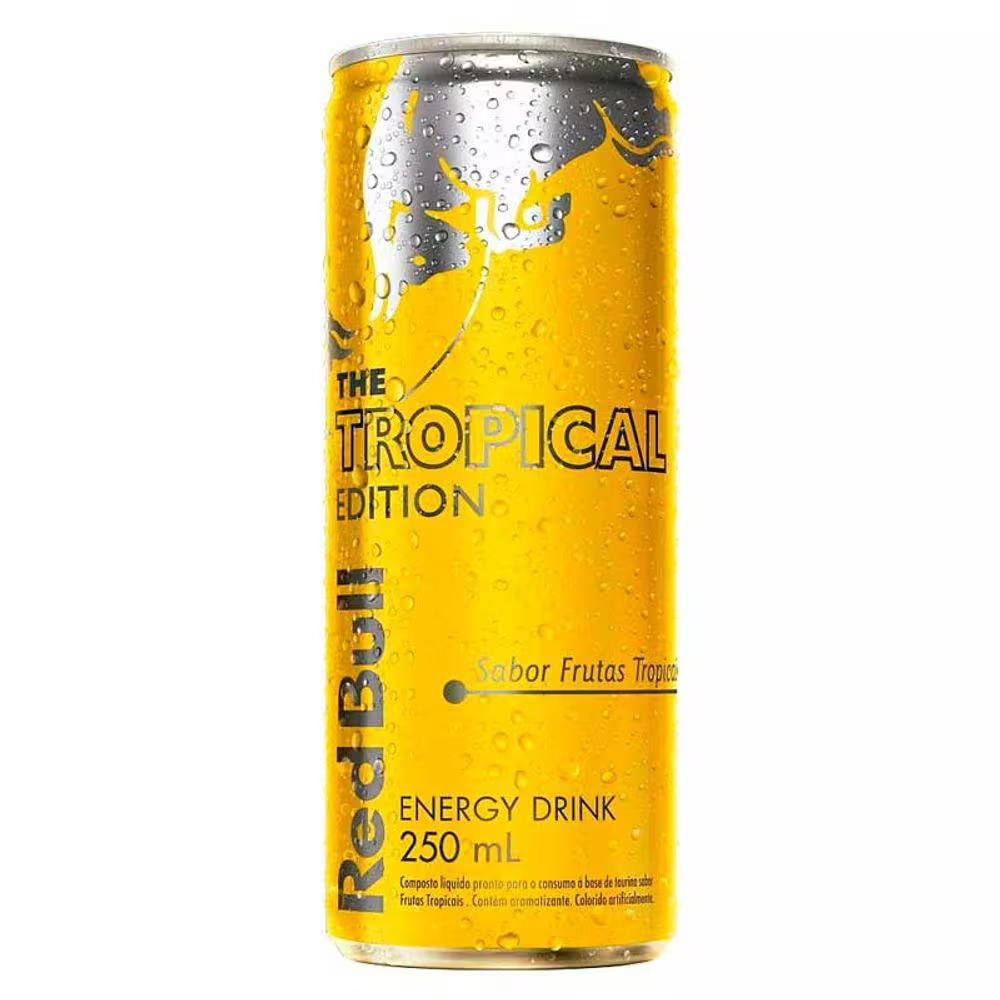 THE
TROPICAL
EDITION
Red Bull
Sabor Frutas Tropicais
ENERGY DRINK
250 mL
Composto líquido pronto para o consumo à base de taurina sabor
Frutas Tropicais . Contém aromatizante. Colorido artificialmente.